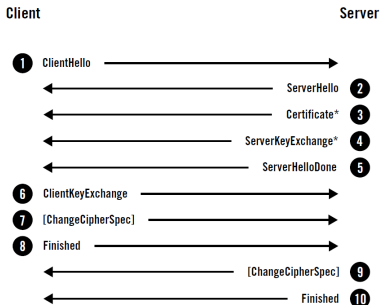 Client Server
1 ClientHello
ServerHello 2
Certificate* 3
ServerKeyExchange* 4
ServerHelloDone 5
6 ClientKeyExchange
7 [ChangeCipherSpec]
8 Finished
[ChangeCipherSpec] 9
Finished 10